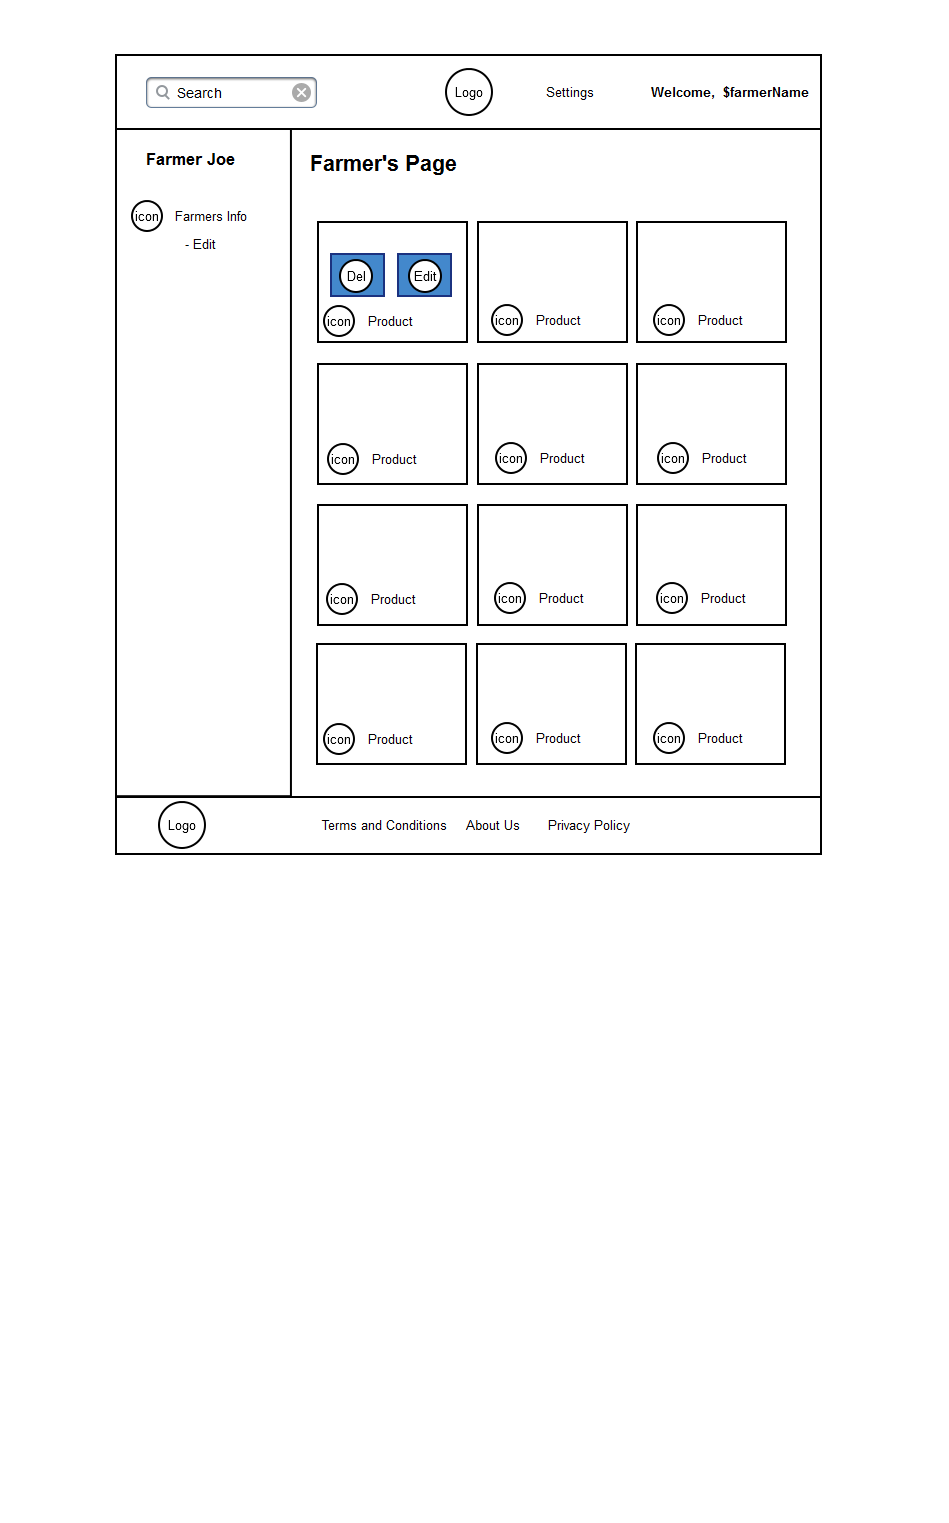 Search
Logo
Settings
Welcome,  $farmerName
Farmer Joe
Farmer's Page
icon
Farmers Info
- Edit
Del
Edit
icon
Product
icon
Product
icon
Product
icon
Product
icon
Product
icon
Product
icon
Product
icon
Product
icon
Product
icon
Product
icon
Product
icon
Product
Logo
Terms and Conditions
About Us
Privacy Policy